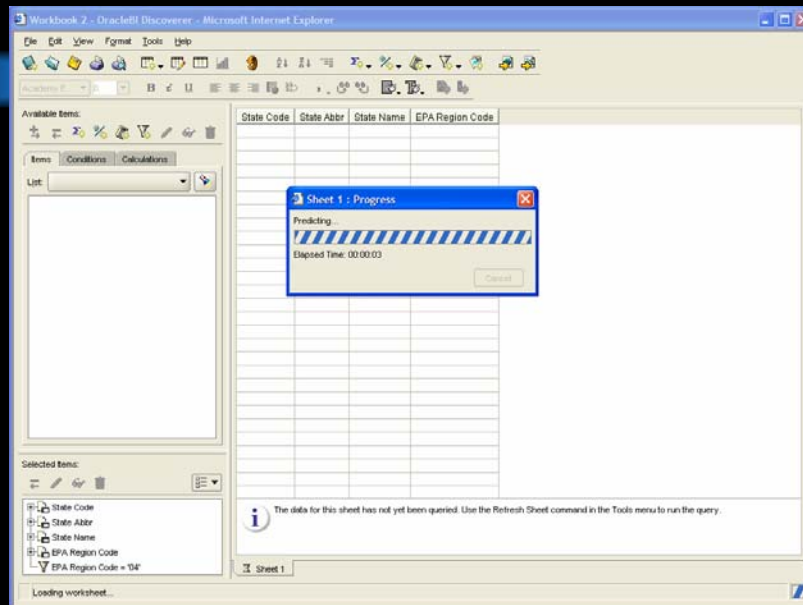 Workbook 2 - OracleBI Discoverer - Microsoft Internet Explorer
File Edit View Format Tools Help
B I U
Available Items:
Items Conditions Calculations
List:
State Code State Abbr State Name EPA Region Code
Sheet 1 : Progress
Predicting...
Elapsed Time: 00:00:03
Cancel
Selected Items:
State Code
State Abbr
State Name
EPA Region Code
EPA Region Code = '04'
The data for this sheet has not yet been queried. Use the Refresh Sheet command in the Tools menu to run the query.
Sheet 1
Loading worksheet...